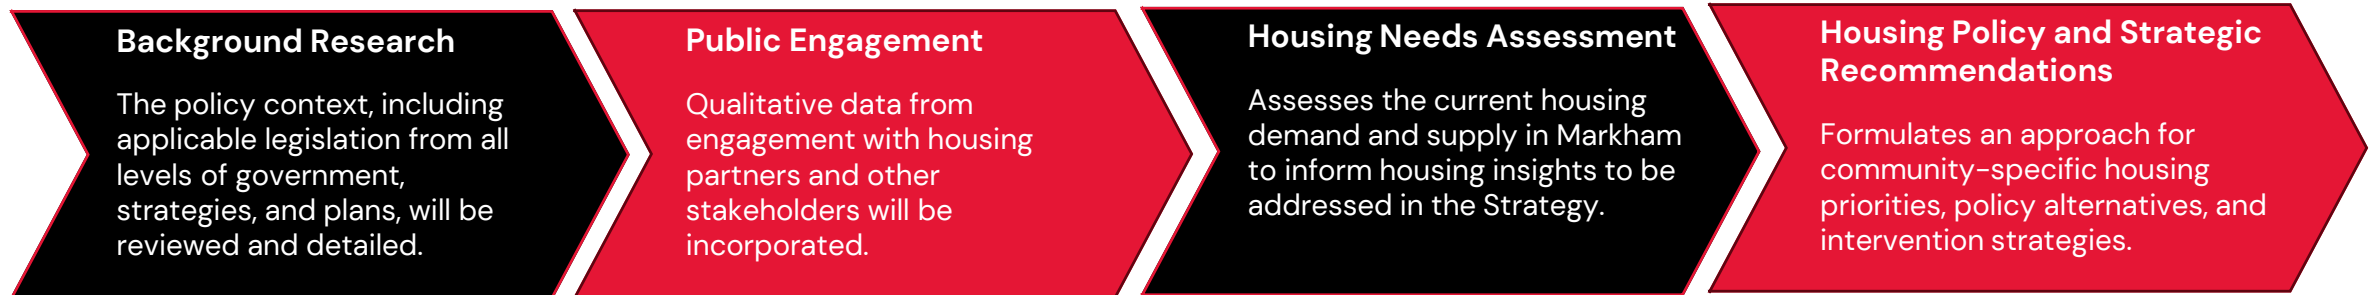 Background Research
The policy context, including
applicable legislation from all
levels of government,
strategies, and plans, will be
reviewed and detailed.
Public Engagement
Qualitative data from
engagement with housing
partners and other
stakeholders will be
incorporated.
Housing Needs Assessment
Assesses the current housing
demand and supply in Markham
to inform housing insights to be
addressed in the Strategy.
Housing Policy and Strategic
Recommendations
Formulates an approach for
community-specific housing
priorities, policy alternatives, and
intervention strategies.